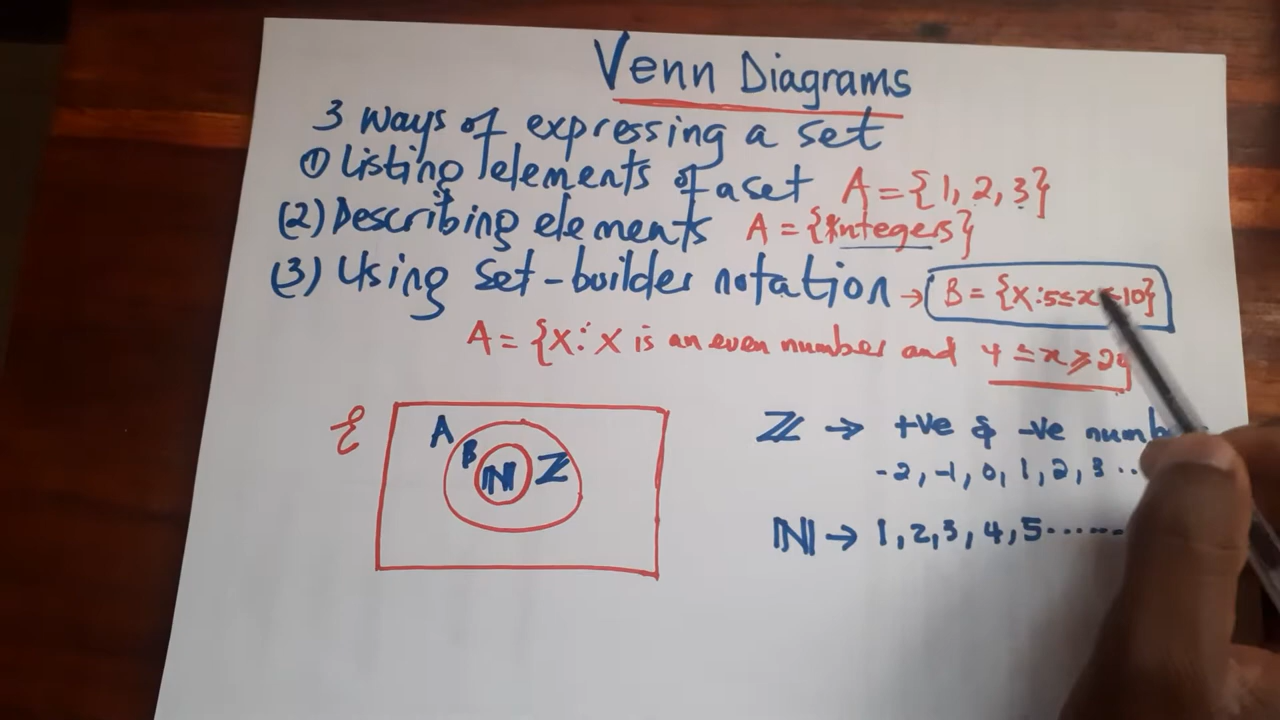 Venn Diagrams
3 ways of expressing a set
① Listing elements of a set A = {1, 2, 3}
(2) Describing elements A = {Integers}
(3) Using set-builder notation → B = {x : 5 ≤ x ≤ 10}
A = {x : x is an even number and 4 ≤ x ⩾ 24
ξ A B ℕ ℤ
ℤ → +ve & -ve
-2, -1, 0, 1, 2, 3 ..
ℕ → 1, 2, 3, 4, 5 .......